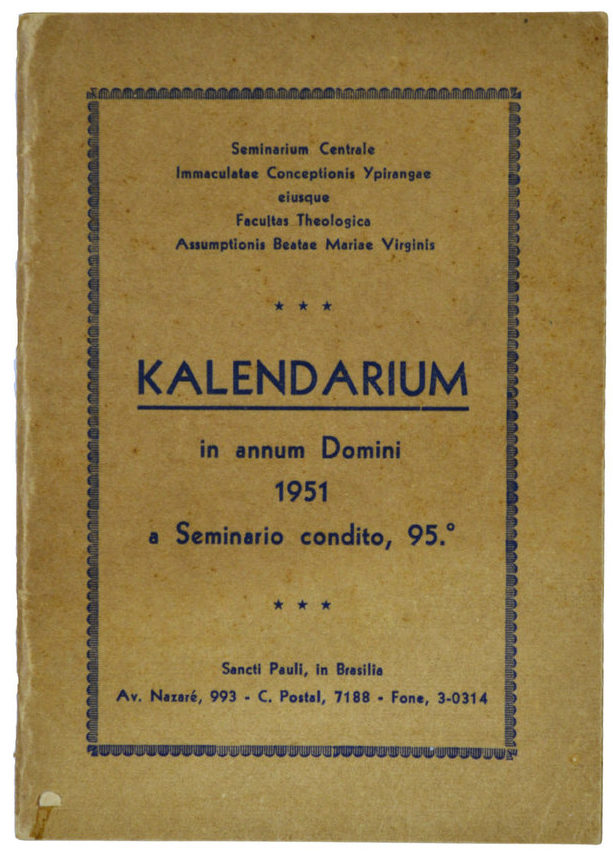 Seminarium Centrale
Immaculatae Conceptionis Ypirangae
eiusque
Facultas Theologica
Assumptionis Beatae Mariae Virginis
★ ★ ★
KALENDARIUM
in annum Domini
1951
a Seminario condito, 95.°
★ ★ ★
Sancti Pauli, in Brasilia
Av. Nazaré, 993 - C. Postal, 7188 - Fone, 3-0314